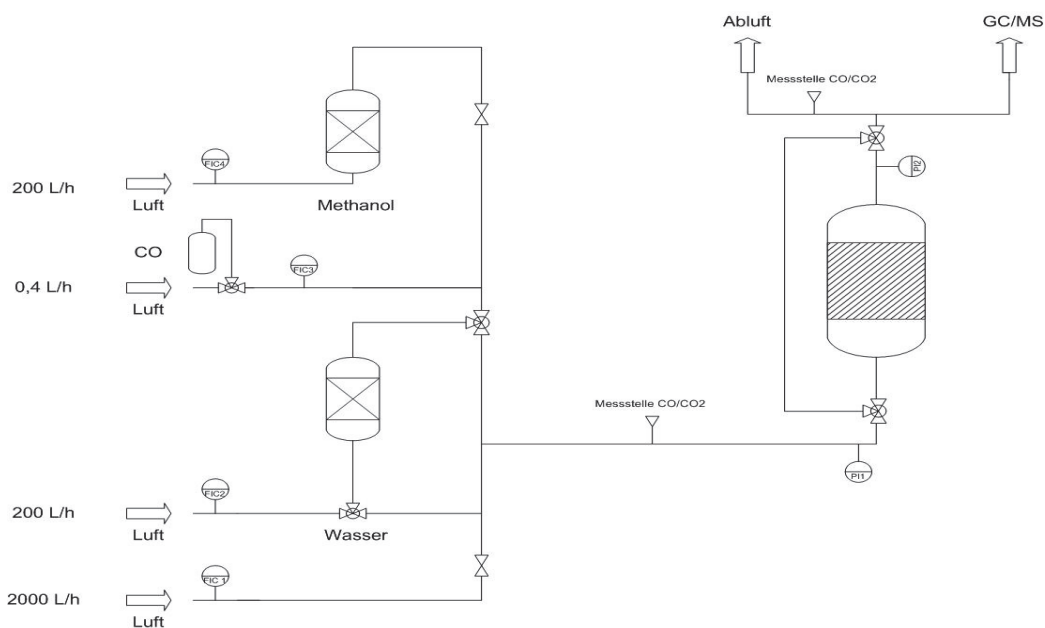 Abluft
GC/MS
Messstelle CO/CO2
FIC4
PI2
200 L/h
Luft
Methanol
CO
FIC3
0,4 L/h
Luft
Messstelle CO/CO2
PI1
FIC2
200 L/h
Luft
Wasser
FIC 1
2000 L/h
Luft